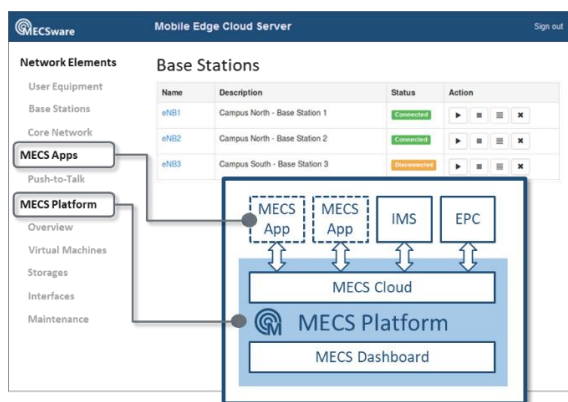 MECSware
Mobile Edge Cloud Server
Sign out
Network Elements
User Equipment
Base Stations
Core Network
MECS Apps
Push-to-Talk
MECS Platform
Overview
Virtual Machines
Storages
Interfaces
Maintenance
Base Stations
Name Description Status Action
eNB1 Campus North - Base Station 1 Connected
eNB2 Campus North - Base Station 2 Connected
eNB3 Campus South - Base Station 3 Disconnected
MECS App
MECS App
IMS
EPC
MECS Cloud
MECS Platform
MECS Dashboard